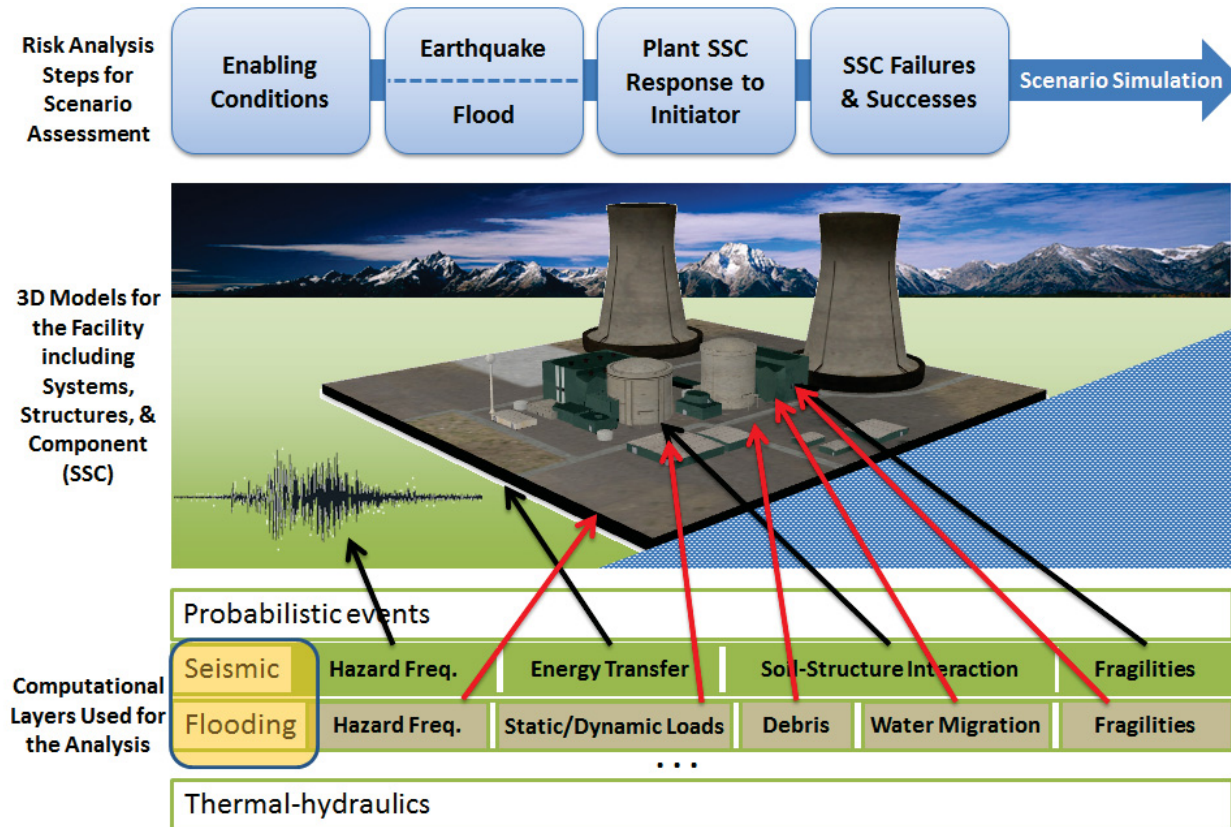 Risk Analysis
Steps for
Scenario
Assessment
Enabling
Conditions
Earthquake
Flood
Plant SSC
Response to
Initiator
SSC Failures
& Successes
Scenario Simulation
3D Models for
the Facility
including
Systems,
Structures, &
Component
(SSC)
Computational
Layers Used for
the Analysis
Probabilistic events
Seismic
Hazard Freq.
Energy Transfer
Soil-Structure Interaction
Fragilities
Flooding
Hazard Freq.
Static/Dynamic Loads
Debris
Water Migration
Fragilities
. . .
Thermal-hydraulics